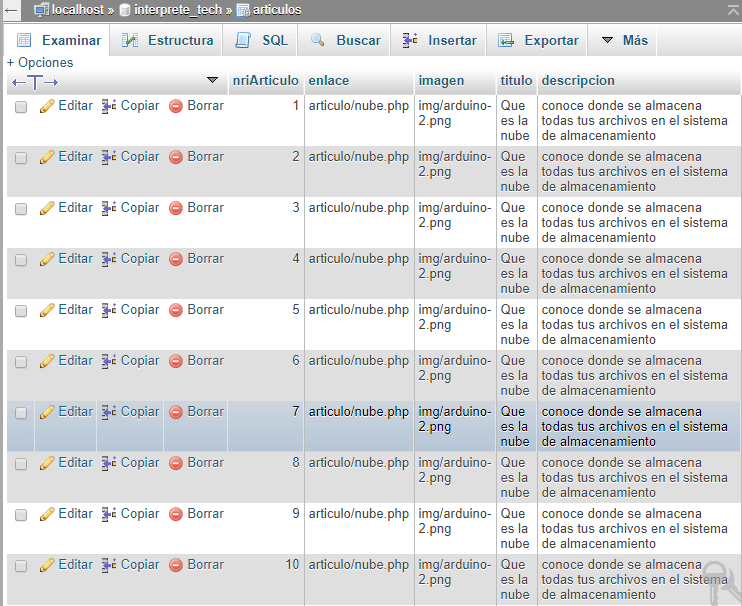 localhost » interprete_tech » articulos
Examinar Estructura SQL Buscar Insertar Exportar Más
+ Opciones
nriArticulo enlace imagen titulo descripcion
Editar Copiar Borrar 1 articulo/nube.php img/arduino-2.png Que es la nube conoce donde se almacena todas tus archivos en el sistema de almacenamiento
Editar Copiar Borrar 2 articulo/nube.php img/arduino-2.png Que es la nube conoce donde se almacena todas tus archivos en el sistema de almacenamiento
Editar Copiar Borrar 3 articulo/nube.php img/arduino-2.png Que es la nube conoce donde se almacena todas tus archivos en el sistema de almacenamiento
Editar Copiar Borrar 4 articulo/nube.php img/arduino-2.png Que es la nube conoce donde se almacena todas tus archivos en el sistema de almacenamiento
Editar Copiar Borrar 5 articulo/nube.php img/arduino-2.png Que es la nube conoce donde se almacena todas tus archivos en el sistema de almacenamiento
Editar Copiar Borrar 6 articulo/nube.php img/arduino-2.png Que es la nube conoce donde se almacena todas tus archivos en el sistema de almacenamiento
Editar Copiar Borrar 7 articulo/nube.php img/arduino-2.png Que es la nube conoce donde se almacena todas tus archivos en el sistema de almacenamiento
Editar Copiar Borrar 8 articulo/nube.php img/arduino-2.png Que es la nube conoce donde se almacena todas tus archivos en el sistema de almacenamiento
Editar Copiar Borrar 9 articulo/nube.php img/arduino-2.png Que es la nube conoce donde se almacena todas tus archivos en el sistema de almacenamiento
Editar Copiar Borrar 10 articulo/nube.php img/arduino-2.png Que es la nube conoce donde se almacena todas tus archivos en el sistema de almacenamiento